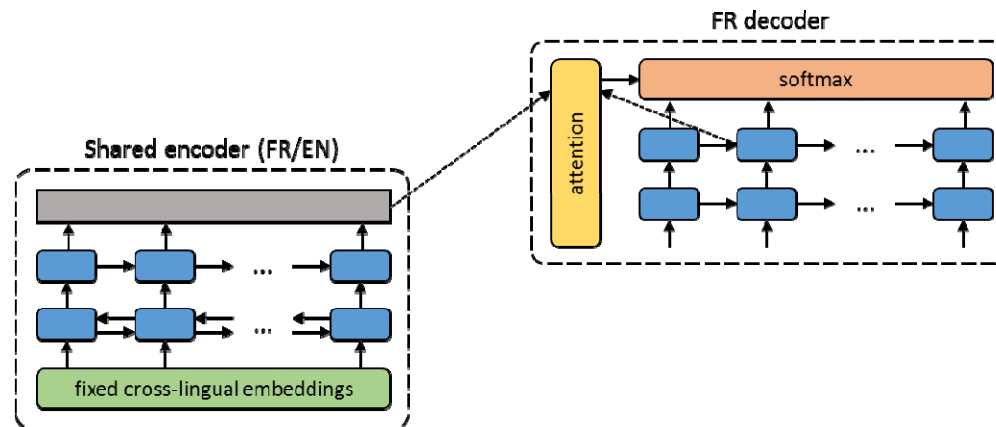 FR decoder
softmax
attention
...
...
Shared encoder (FR/EN)
...
...
fixed cross-lingual embeddings